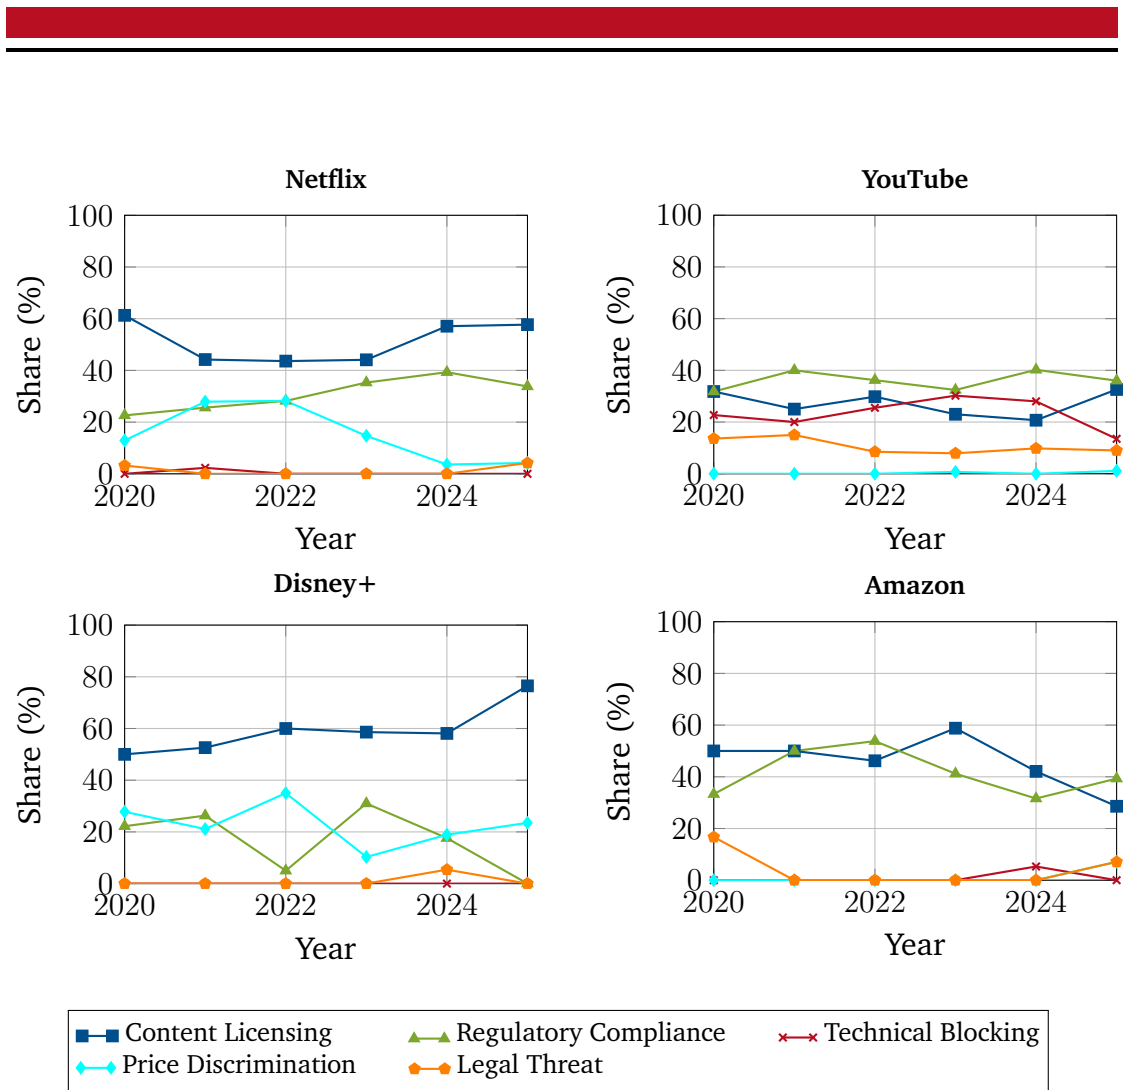 Netflix
YouTube
100
80
60
40
20
0
Share (%)
2020
2022
2024
Year
100
80
60
40
20
0
Share (%)
2020
2022
2024
Year
Disney+
Amazon
100
80
60
40
20
0
Share (%)
2020
2022
2024
Year
100
80
60
40
20
0
Share (%)
2020
2022
2024
Year
Content Licensing Regulatory Compliance Technical Blocking
Price Discrimination Legal Threat